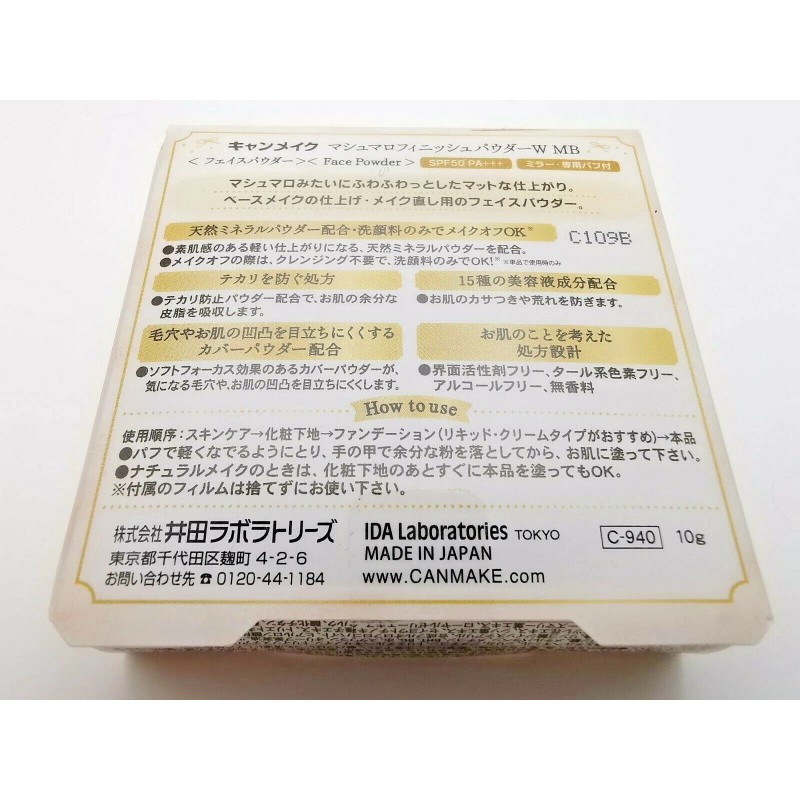 キャンメイク マシュマロフィニッシュパウダーW MB
＜フェイスパウダー＞＜Face Powder＞ SPF50 PA+++ ミラー・専用パフ付
マシュマロみたいにふわふわっとしたマットな仕上がり。
ベースメイクの仕上げ・メイク直し用のフェイスパウダー。
天然ミネラルパウダー配合・洗顔料のみでメイクオフOK※
C109B
●素肌感のある軽い仕上がりになる、天然ミネラルパウダーを配合。
●メイクオフの際は、クレンジング不要で、洗顔料のみでOK!※ ※単品で使用時のみ
テカリを防ぐ処方
●テカリ防止パウダー配合で、お肌の余分な
皮脂を吸収します。
15種の美容液成分配合
●お肌のカサつきや荒れを防ぎます。
毛穴やお肌の凹凸を目立ちにくくする
カバーパウダー配合
●ソフトフォーカス効果のあるカバーパウダーが、
気になる毛穴や、お肌の凹凸を目立ちにくくします。
お肌のことを考えた
処方設計
●界面活性剤フリー、タール系色素フリー、
アルコールフリー、無香料
How to use
使用順序：スキンケア→化粧下地→ファンデーション（リキッド・クリームタイプがおすすめ）→本品
●パフで軽くなでるようにとり、手の甲で余分な粉を落としてから、お肌に塗って下さい。
●ナチュラルメイクのときは、化粧下地のあとすぐに本品を塗ってもOK。
※付属のフィルムは捨てずにお使い下さい。
株式会社 井田ラボラトリーズ
東京都千代田区麹町 4-2-6
お問い合わせ先 ☎ 0120-44-1184
IDA Laboratories TOKYO
MADE IN JAPAN
www.CANMAKE.com
C-940 10g